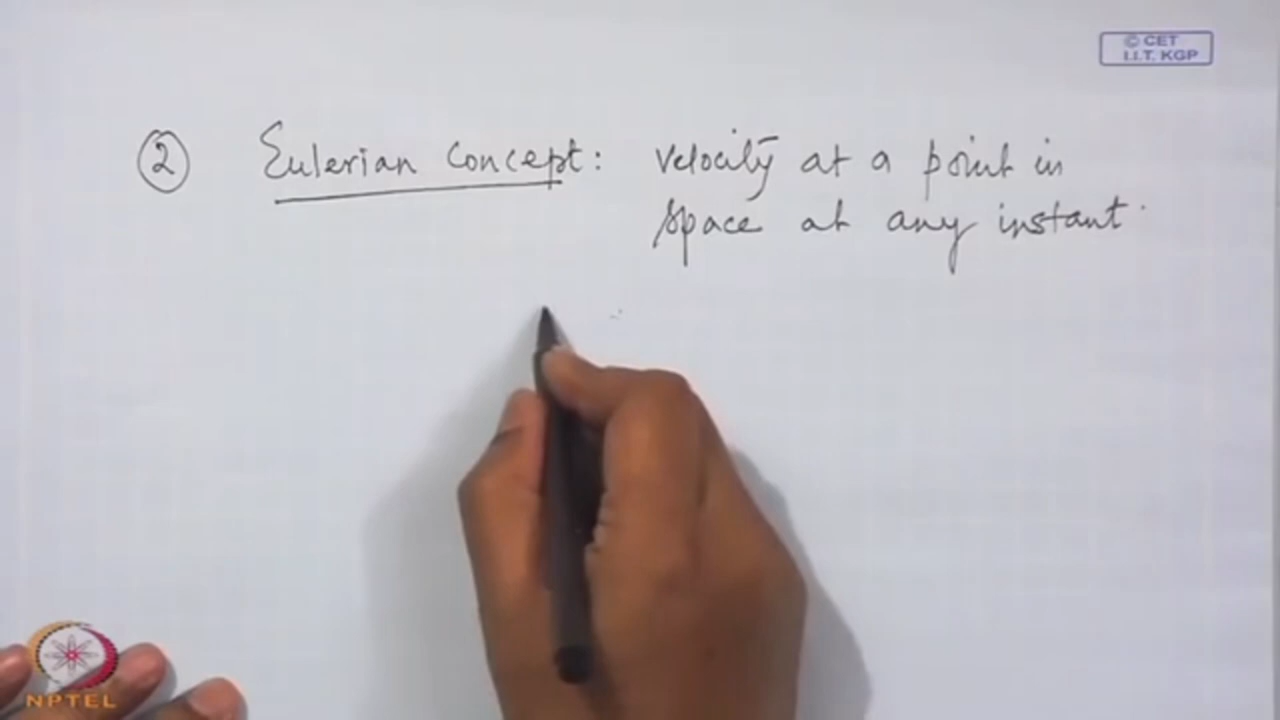 © CET
I.I.T. KGP
② Eulerian Concept: velocity at a point in
space at any instant.
NPTEL